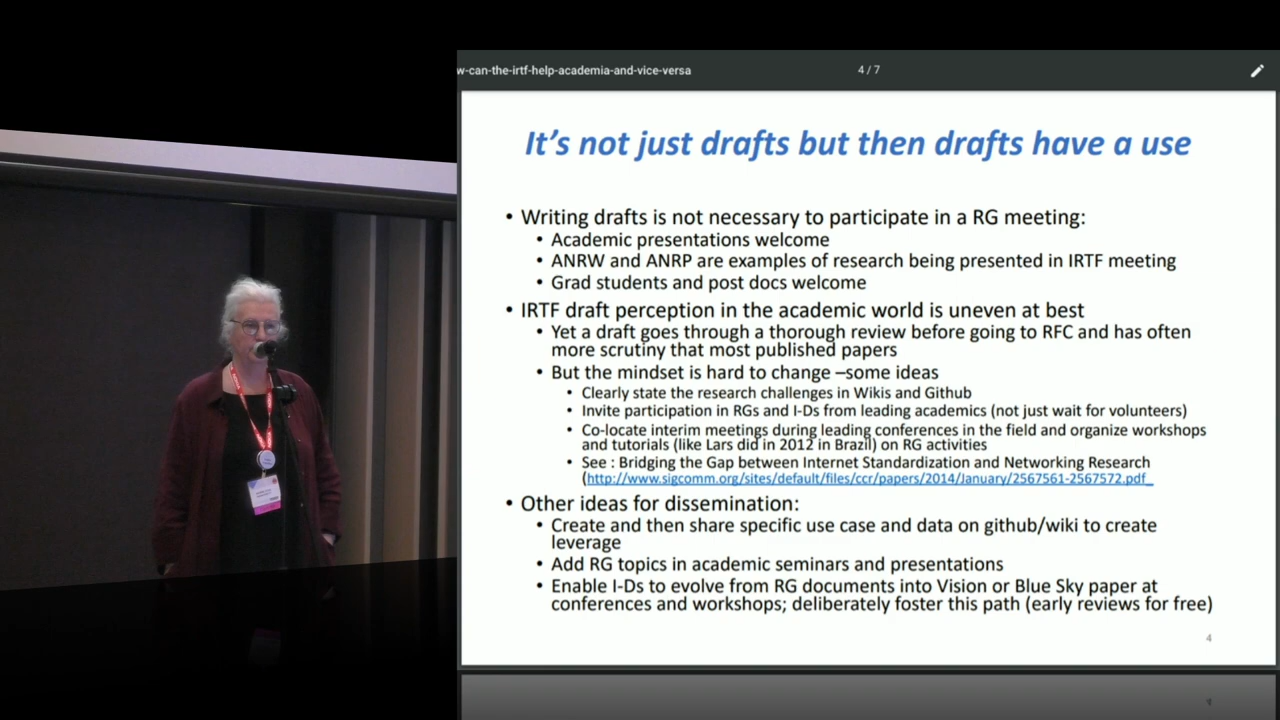 w-can-the-irtf-help-academia-and-vice-versa
4 / 7
It's not just drafts but then drafts have a use
• Writing drafts is not necessary to participate in a RG meeting:
• Academic presentations welcome
• ANRW and ANRP are examples of research being presented in IRTF meeting
• Grad students and post docs welcome
• IRTF draft perception in the academic world is uneven at best
• Yet a draft goes through a thorough review before going to RFC and has often
more scrutiny that most published papers
• But the mindset is hard to change –some ideas
• Clearly state the research challenges in Wikis and Github
• Invite participation in RGs and I-Ds from leading academics (not just wait for volunteers)
• Co-locate interim meetings during leading conferences in the field and organize workshops
and tutorials (like Lars did in 2012 in Brazil) on RG activities
• See : Bridging the Gap between Internet Standardization and Networking Research
(http://www.sigcomm.org/sites/default/files/ccr/papers/2014/January/2567561-2567572.pdf
• Other ideas for dissemination:
• Create and then share specific use case and data on github/wiki to create
leverage
• Add RG topics in academic seminars and presentations
• Enable I-Ds to evolve from RG documents into Vision or Blue Sky paper at
conferences and workshops; deliberately foster this path (early reviews for free)
4